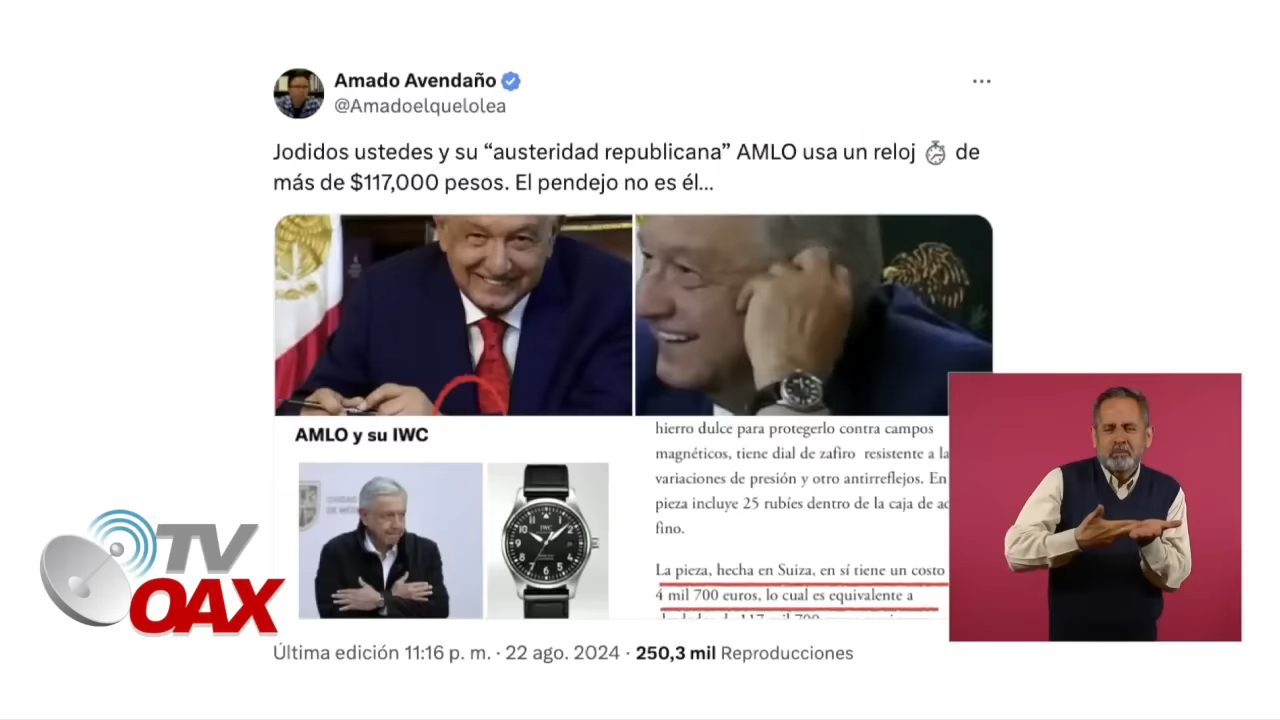 Amado Avendaño
@Amadoelquelolea
Jodidos ustedes y su “austeridad republicana” AMLO usa un reloj ⏱ de
más de $117,000 pesos. El pendejo no es él...
AMLO y su IWC
hierro dulce para protegerlo contra campos
magnéticos, tiene dial de zafiro resistente a la
variaciones de presión y otro antirreflejos. En
pieza incluye 25 rubíes dentro de la caja de ac
fino.
La pieza, hecha en Suiza, en sí tiene un costo
4 mil 700 euros, lo cual es equivalente a
Última edición 11:16 p. m. · 22 ago. 2024 · 250,3 mil Reproducciones
TV
OAX